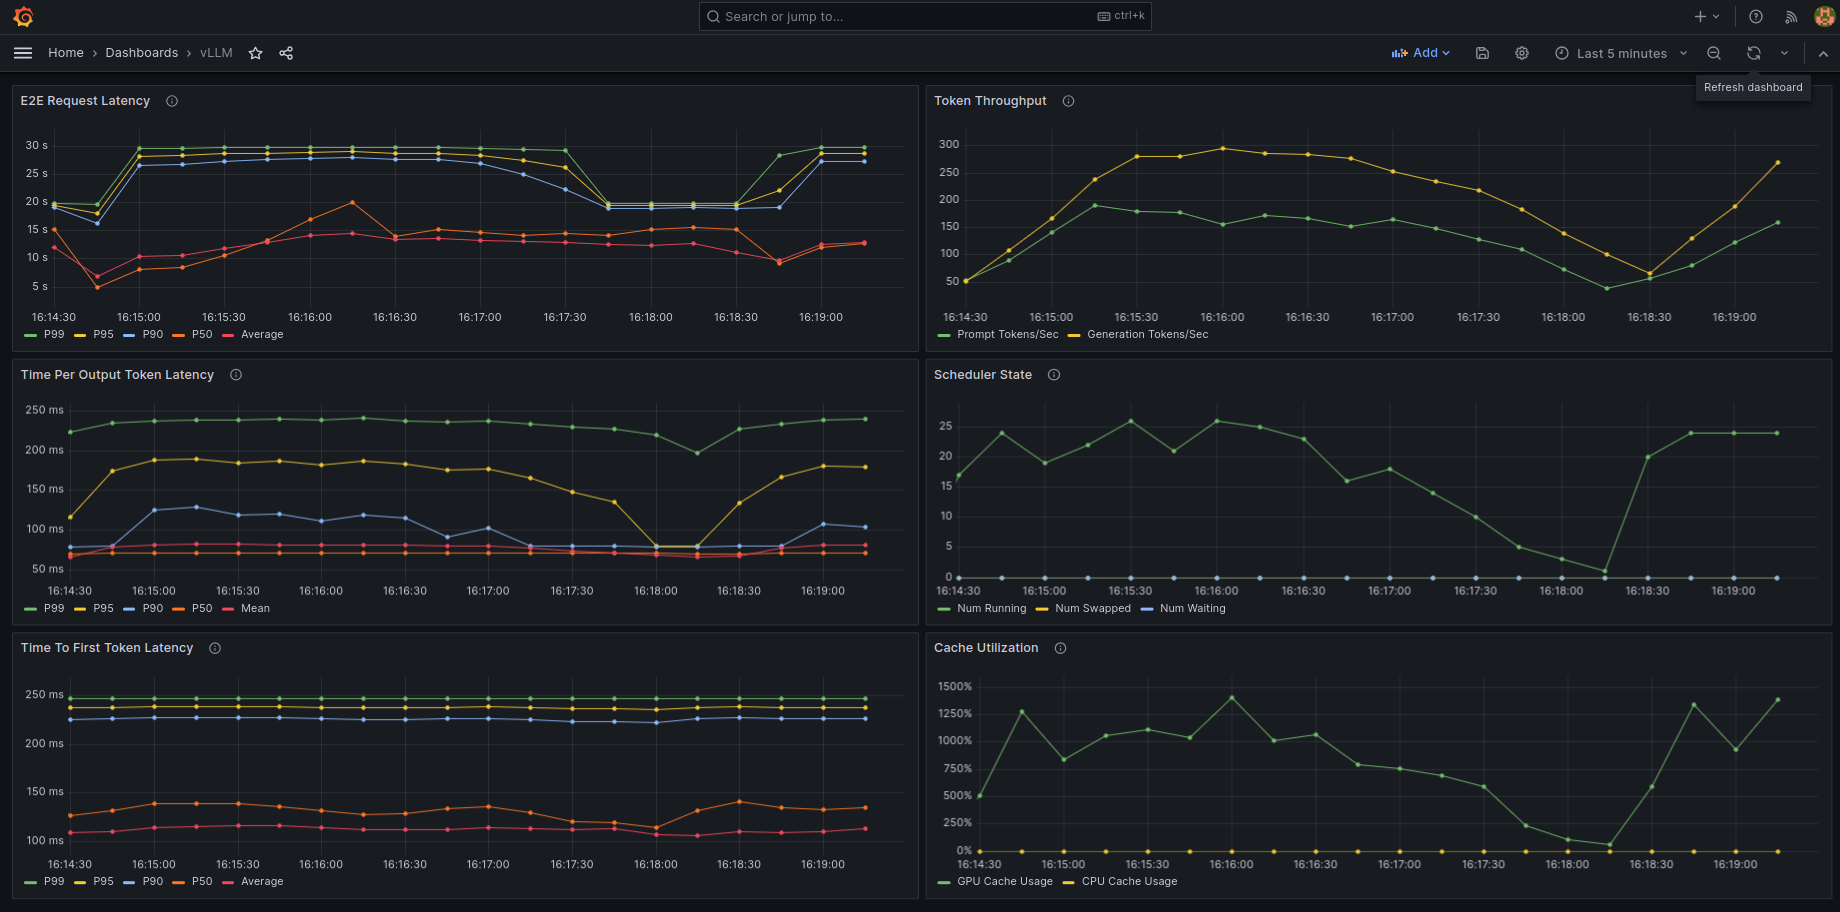 Search or jump to...
ctrl+k
Home › Dashboards › vLLM
Add
Last 5 minutes
Refresh dashboard
E2E Request Latency
30 s
25 s
20 s
15 s
10 s
5 s
16:14:30 16:15:00 16:15:30 16:16:00 16:16:30 16:17:00 16:17:30 16:18:00 16:18:30 16:19:00
P99 P95 P90 P50 Average
Token Throughput
300
250
200
150
100
50
16:14:30 16:15:00 16:15:30 16:16:00 16:16:30 16:17:00 16:17:30 16:18:00 16:18:30 16:19:00
Prompt Tokens/Sec Generation Tokens/Sec
Time Per Output Token Latency
250 ms
200 ms
150 ms
100 ms
50 ms
16:14:30 16:15:00 16:15:30 16:16:00 16:16:30 16:17:00 16:17:30 16:18:00 16:18:30 16:19:00
P99 P95 P90 P50 Mean
Scheduler State
25
20
15
10
5
0
16:14:30 16:15:00 16:15:30 16:16:00 16:16:30 16:17:00 16:17:30 16:18:00 16:18:30 16:19:00
Num Running Num Swapped Num Waiting
Time To First Token Latency
250 ms
200 ms
150 ms
100 ms
16:14:30 16:15:00 16:15:30 16:16:00 16:16:30 16:17:00 16:17:30 16:18:00 16:18:30 16:19:00
P99 P95 P90 P50 Average
Cache Utilization
1500%
1250%
1000%
750%
500%
250%
0%
16:14:30 16:15:00 16:15:30 16:16:00 16:16:30 16:17:00 16:17:30 16:18:00 16:18:30 16:19:00
GPU Cache Usage CPU Cache Usage